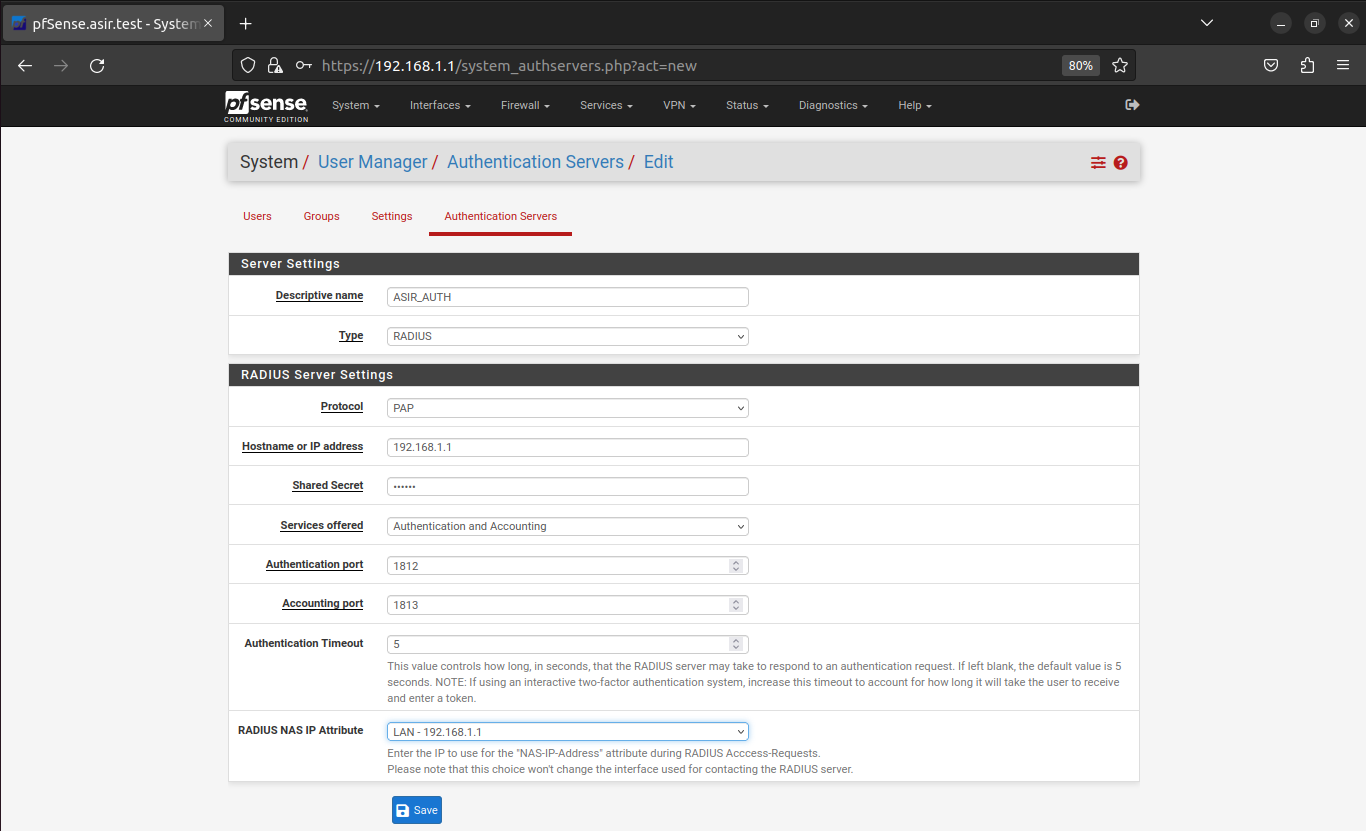 pfSense.asir.test - System
https://192.168.1.1/system_authservers.php?act=new
80%
pfsense
COMMUNITY EDITION
System
Interfaces
Firewall
Services
VPN
Status
Diagnostics
Help
System / User Manager / Authentication Servers / Edit
Users
Groups
Settings
Authentication Servers
Server Settings
Descriptive name
ASIR_AUTH
Type
RADIUS
RADIUS Server Settings
Protocol
PAP
Hostname or IP address
192.168.1.1
Shared Secret
••••••
Services offered
Authentication and Accounting
Authentication port
1812
Accounting port
1813
Authentication Timeout
5
This value controls how long, in seconds, that the RADIUS server may take to respond to an authentication request. If left blank, the default value is 5
seconds. NOTE: If using an interactive two-factor authentication system, increase this timeout to account for how long it will take the user to receive
and enter a token.
RADIUS NAS IP Attribute
LAN - 192.168.1.1
Enter the IP to use for the "NAS-IP-Address" attribute during RADIUS Acccess-Requests.
Please note that this choice won't change the interface used for contacting the RADIUS server.
Save